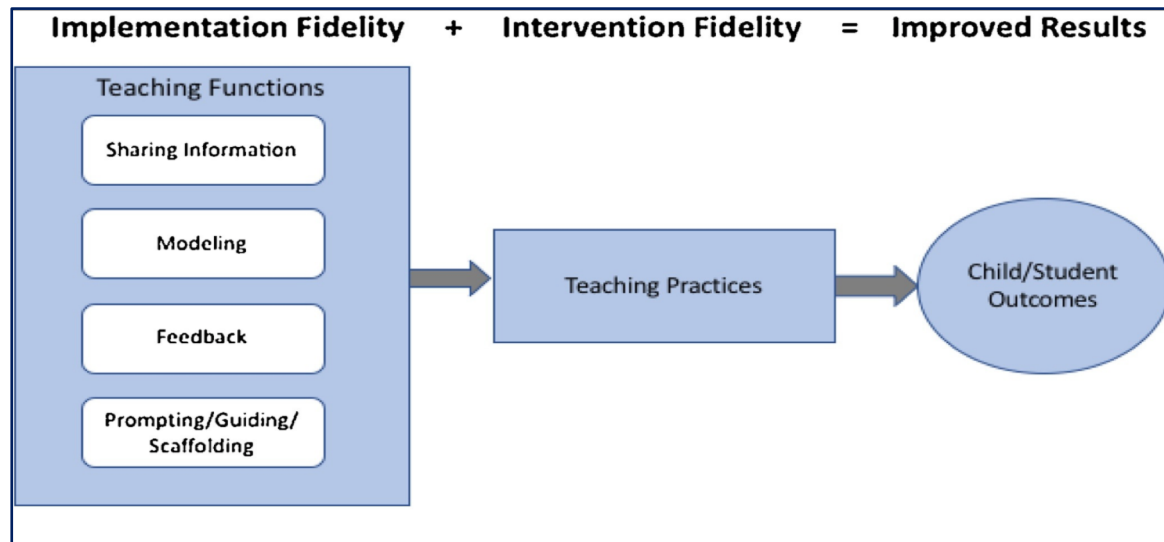 Implementation Fidelity + Intervention Fidelity = Improved Results
Teaching Functions
Sharing Information
Modeling
Feedback
Prompting/Guiding/
Scaffolding
Teaching Practices
Child/Student
Outcomes